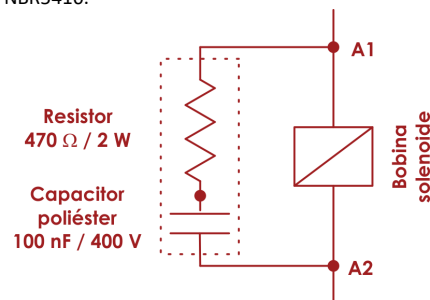 NBR5410.
A1
Resistor
470 Ω / 2 W
Bobina
solenoide
Capacitor
poliéster
100 nF / 400 V
A2